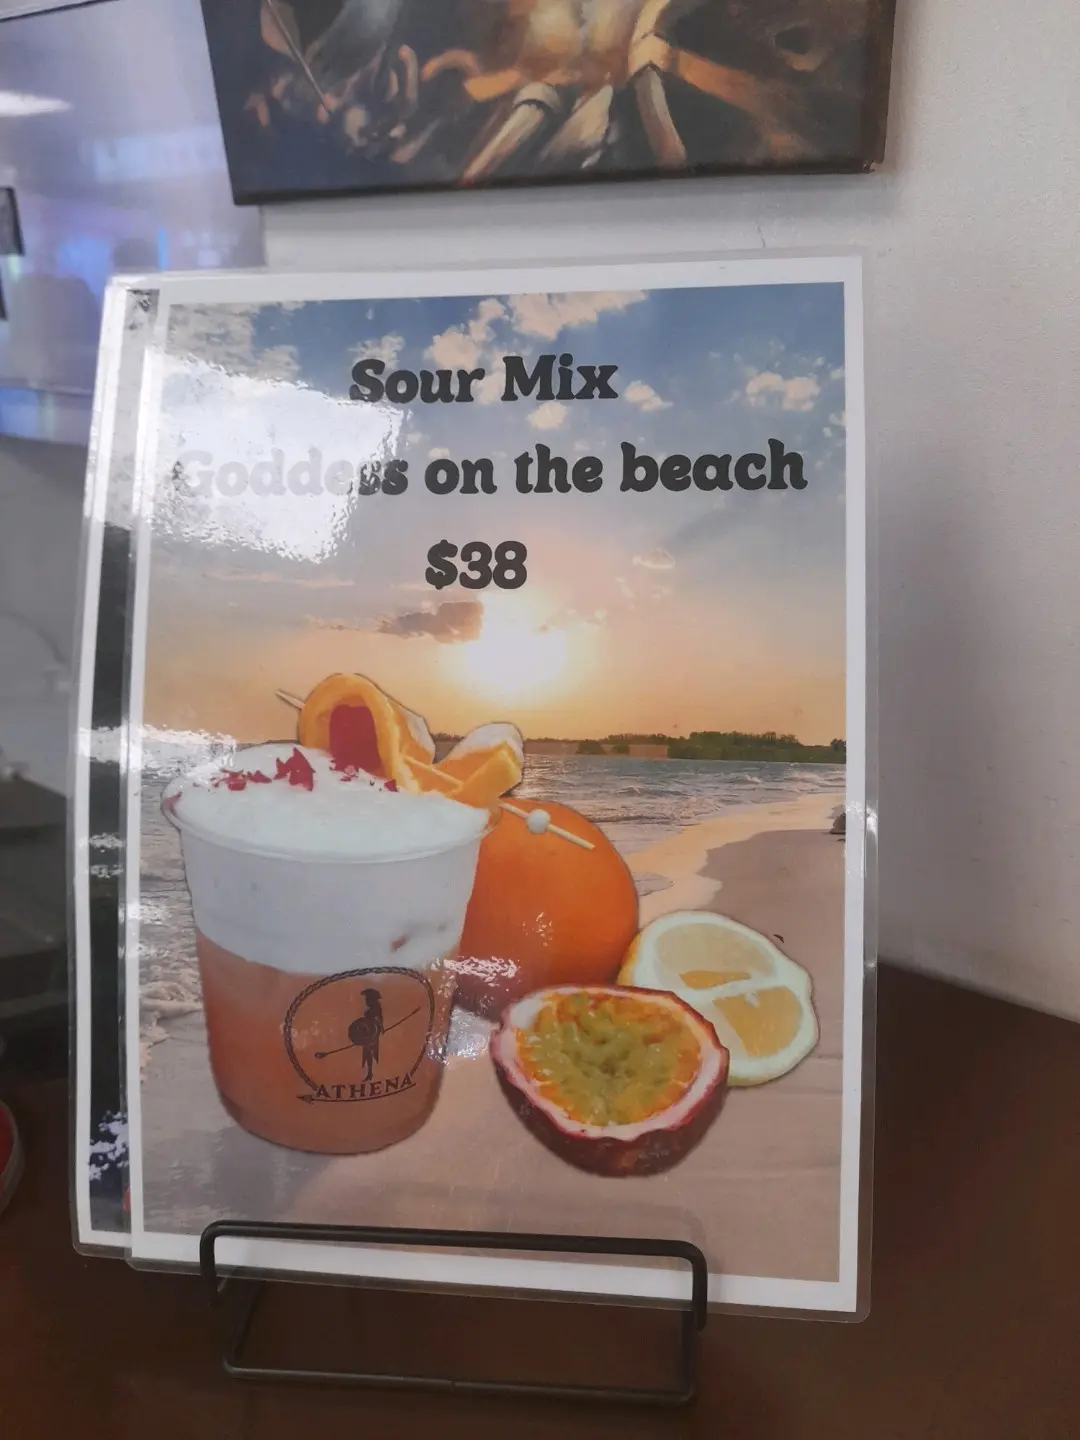 Sour Mix
Goddess on the beach
$38
ATHENA